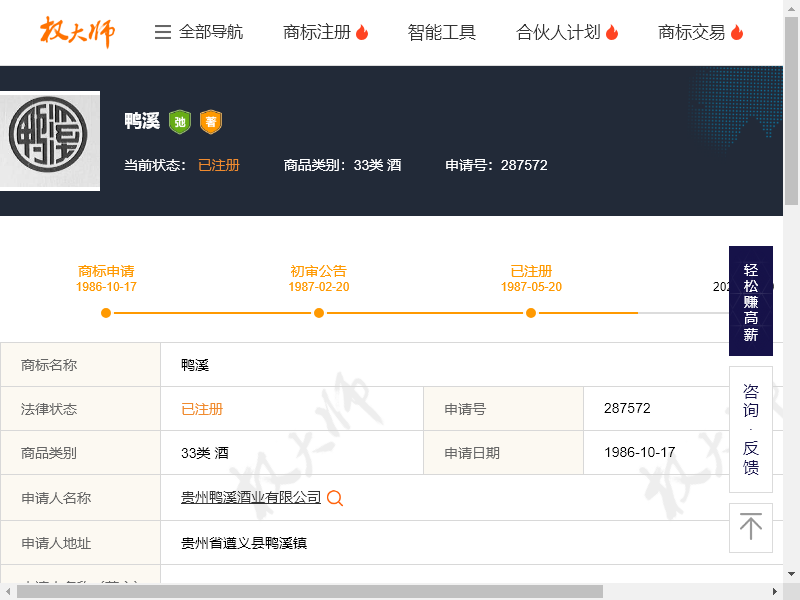 权大师
全部导航
商标注册
智能工具
合伙人计划
商标交易
鸭溪
鸭溪
驰
著
当前状态：
已注册
商品类别：33类 酒
申请号：287572
商标申请
1986-10-17
初审公告
1987-02-20
已注册
1987-05-20
轻松赚高薪
商标名称
鸭溪
法律状态
已注册
申请号
287572
商品类别
33类 酒
申请日期
1986-10-17
咨询·反馈
申请人名称
贵州鸭溪酒业有限公司
申请人地址
贵州省遵义县鸭溪镇
权大师